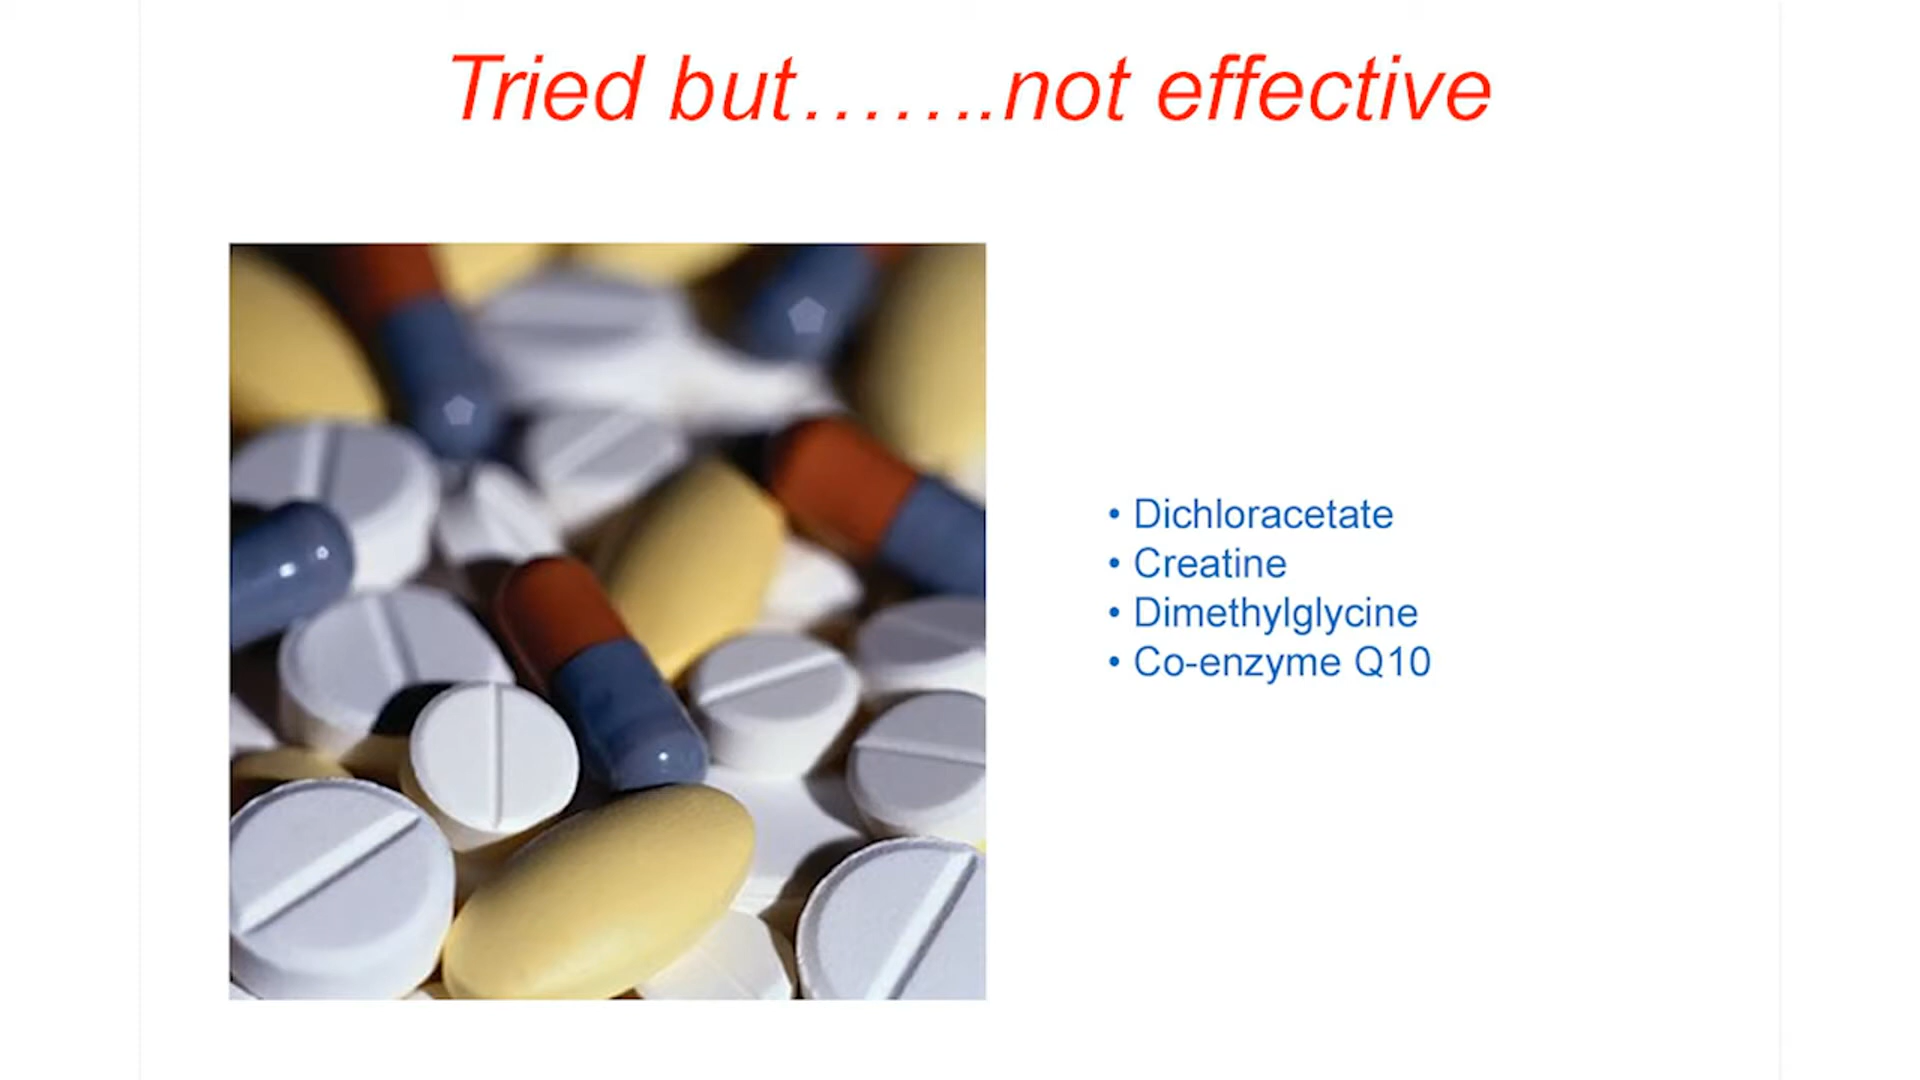 Tried but…….not effective
• Dichloracetate
• Creatine
• Dimethylglycine
• Co-enzyme Q10